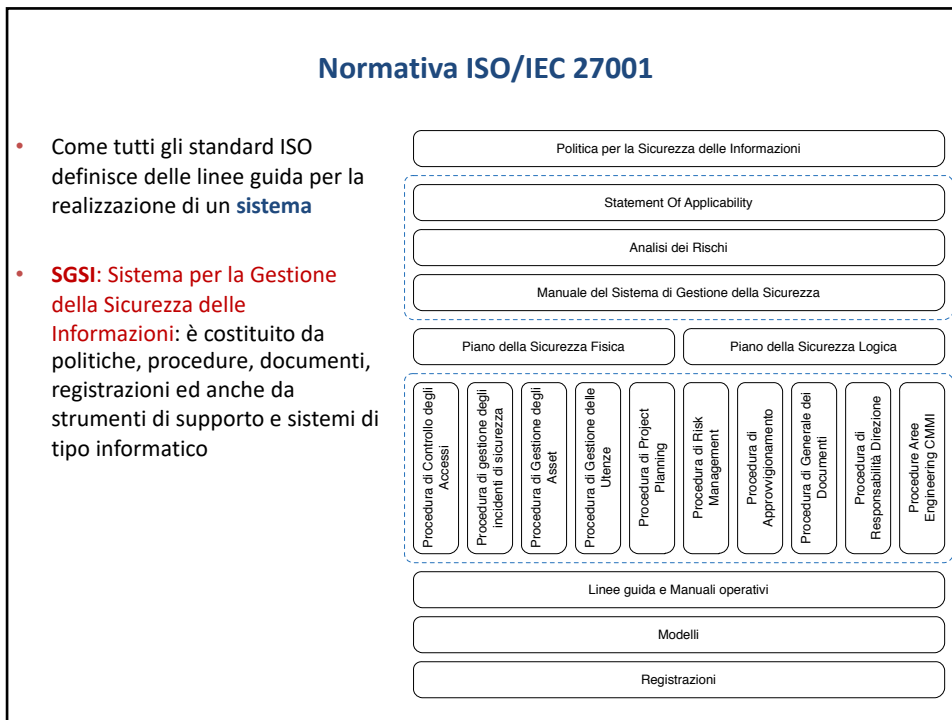 Normativa ISO/IEC 27001
• Come tutti gli standard ISO
definisce delle linee guida per la
realizzazione di un sistema
• SGSI: Sistema per la Gestione
della Sicurezza delle
Informazioni: è costituito da
politiche, procedure, documenti,
registrazioni ed anche da
strumenti di supporto e sistemi di
tipo informatico
Politica per la Sicurezza delle Informazioni
Statement Of Applicability
Analisi dei Rischi
Manuale del Sistema di Gestione della Sicurezza
Piano della Sicurezza Fisica
Piano della Sicurezza Logica
Procedura di Controllo degli
Accessi
Procedura di gestione degli
incidenti di sicurezza
Procedura di Gestione degli
Asset
Procedura di Gestione delle
Utenze
Procedura di Project
Planning
Procedura di Risk
Management
Procedura di
Approvvigionamento
Procedura di Generale dei
Documenti
Procedura di
Responsabilità Direzione
Procedure Aree
Engineering CMMI
Linee guida e Manuali operativi
Modelli
Registrazioni